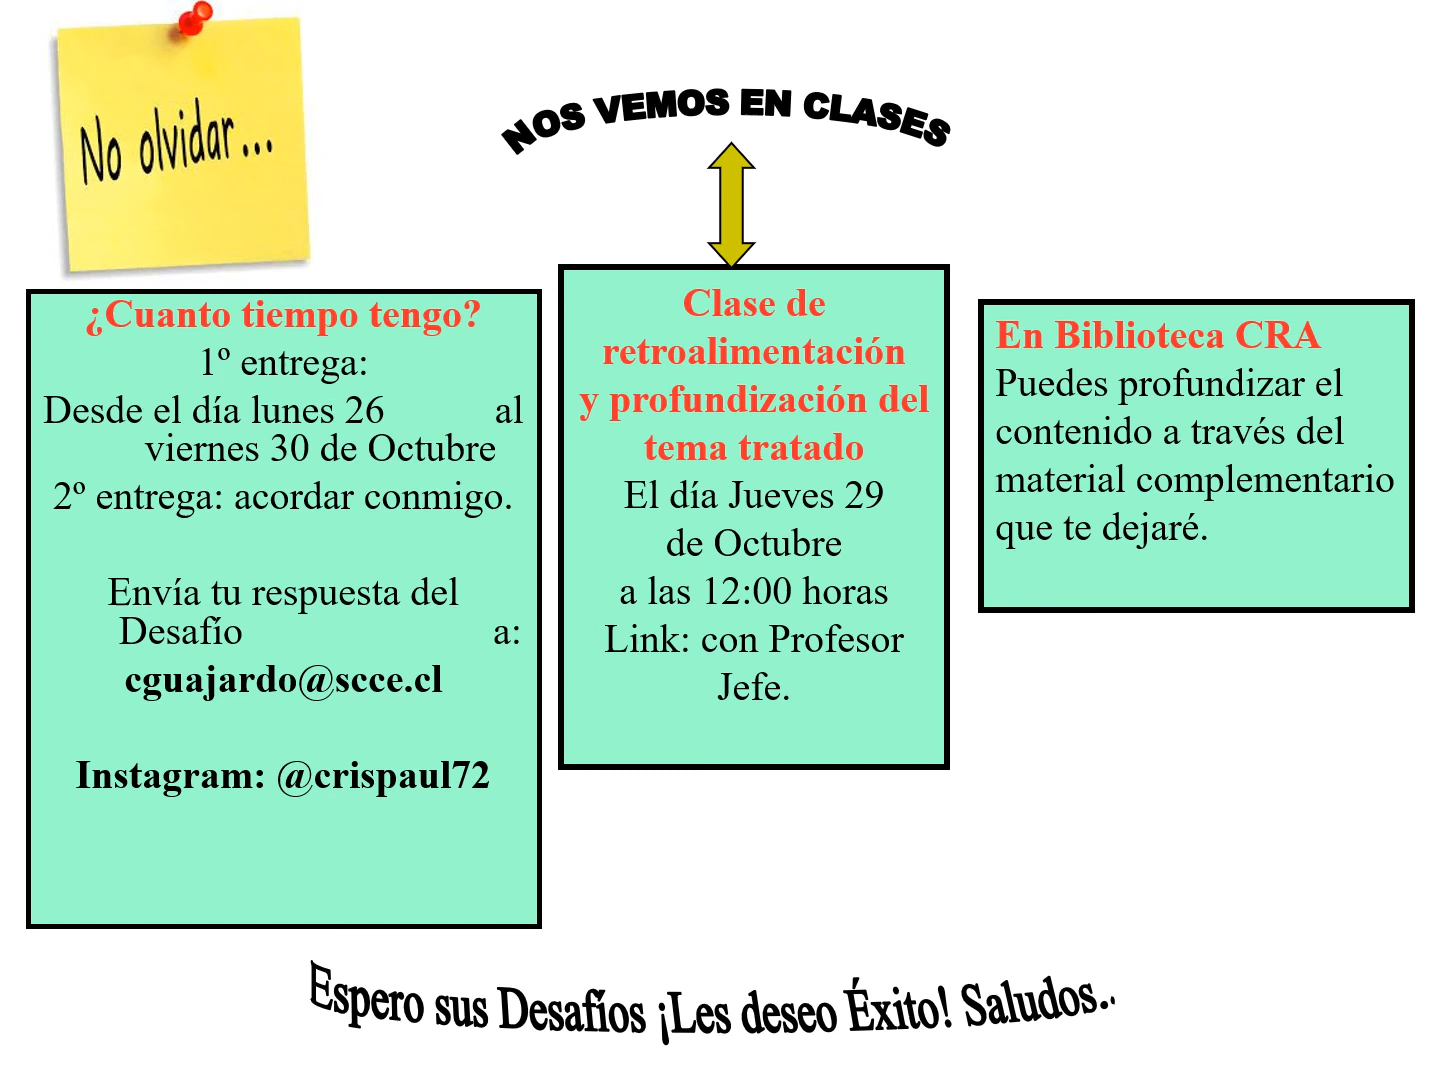 No olvidar...
NOS VEMOS EN CLASES
¿Cuanto tiempo tengo?
1º entrega:
Desde el día lunes 26 al
viernes 30 de Octubre
2º entrega: acordar conmigo.
Envía tu respuesta del
Desafío a:
cguajardo@scce.cl
Instagram: @crispaul72
Clase de
retroalimentación
y profundización del
tema tratado
El día Jueves 29
de Octubre
a las 12:00 horas
Link: con Profesor
Jefe.
En Biblioteca CRA
Puedes profundizar el
contenido a través del
material complementario
que te dejaré.
Espero sus Desafíos ¡Les deseo Éxito! Saludos..